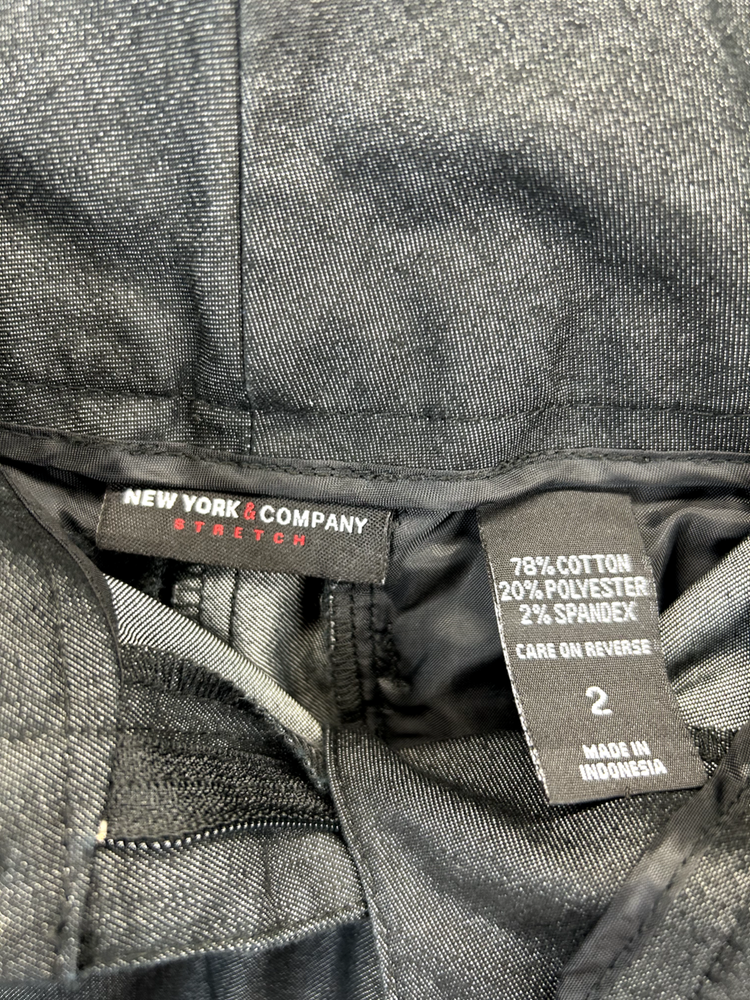 NEW YORK & COMPANY
STRETCH
78% COTTON
20% POLYESTER
2% SPANDEX
CARE ON REVERSE
2
MADE IN
INDONESIA